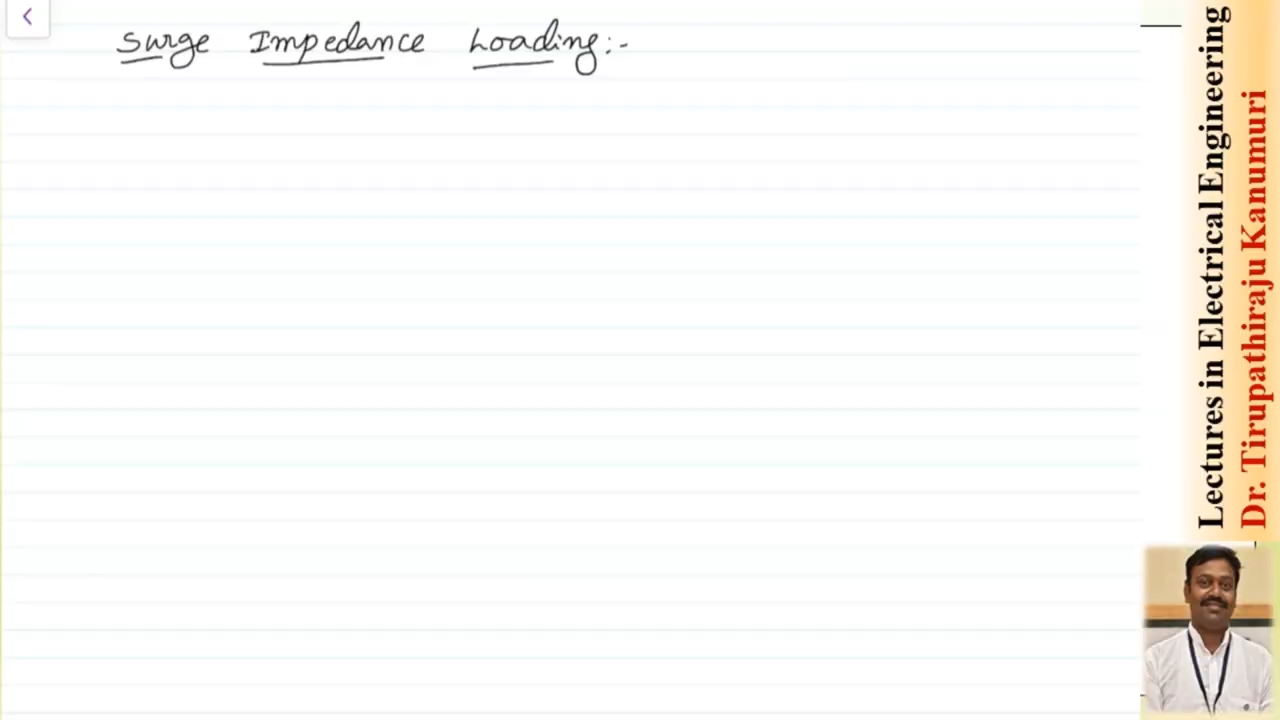 Surge Impedance Loading:-
Lectures in Electrical Engineering
Dr. Tirupathiraju Kanumuri